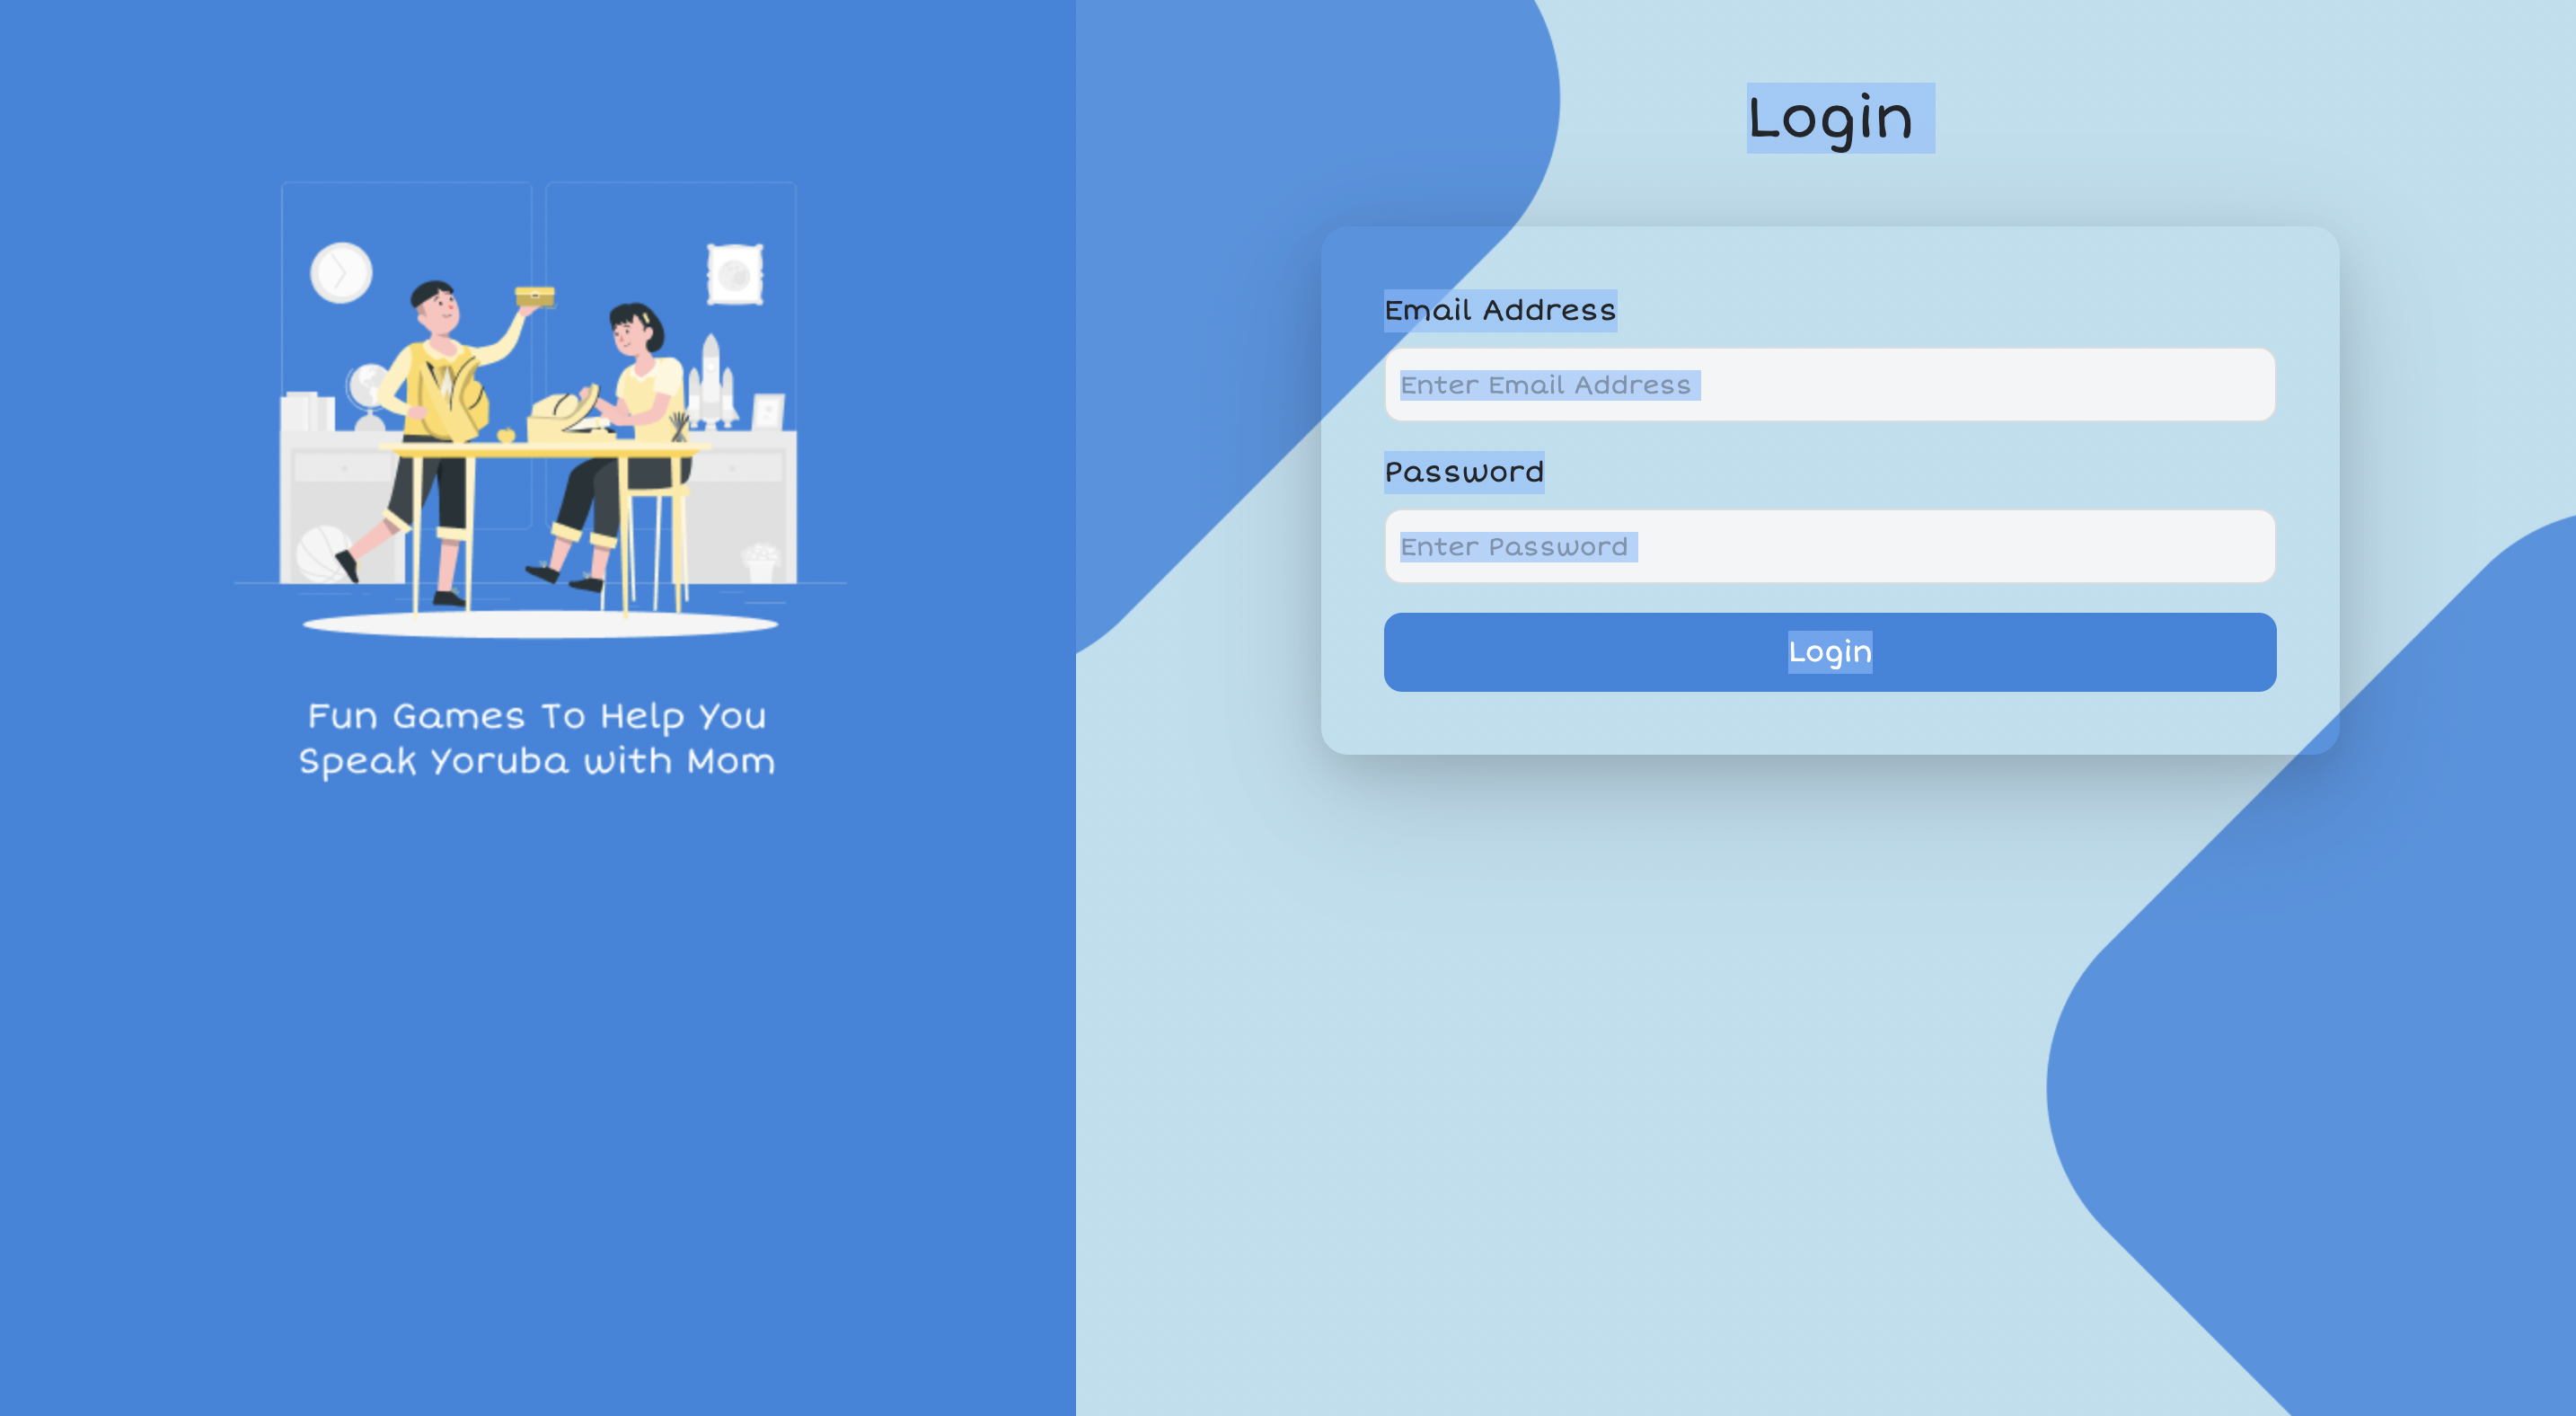 Fun Games To Help You
Speak Yoruba with Mom
Login
Email Address
Enter Email Address
Password
Enter Password
Login